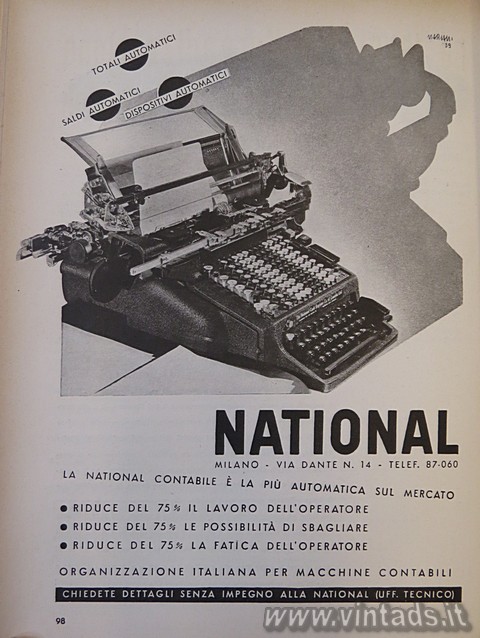 TOTALI AUTOMATICI
SALDI AUTOMATICI
DISPOSITIVI AUTOMATICI
NATIONAL
MILANO - VIA DANTE N. 14 - TELEF. 87-060
LA NATIONAL CONTABILE È LA PIÙ AUTOMATICA SUL MERCATO
● RIDUCE DEL 75% IL LAVORO DELL'OPERATORE
● RIDUCE DEL 75% LE POSSIBILITÀ DI SBAGLIARE
● RIDUCE DEL 75% LA FATICA DELL'OPERATORE
ORGANIZZAZIONE ITALIANA PER MACCHINE CONTABILI
CHIEDETE DETTAGLI SENZA IMPEGNO ALLA NATIONAL (UFF. TECNICO)
98
www.vintads.it